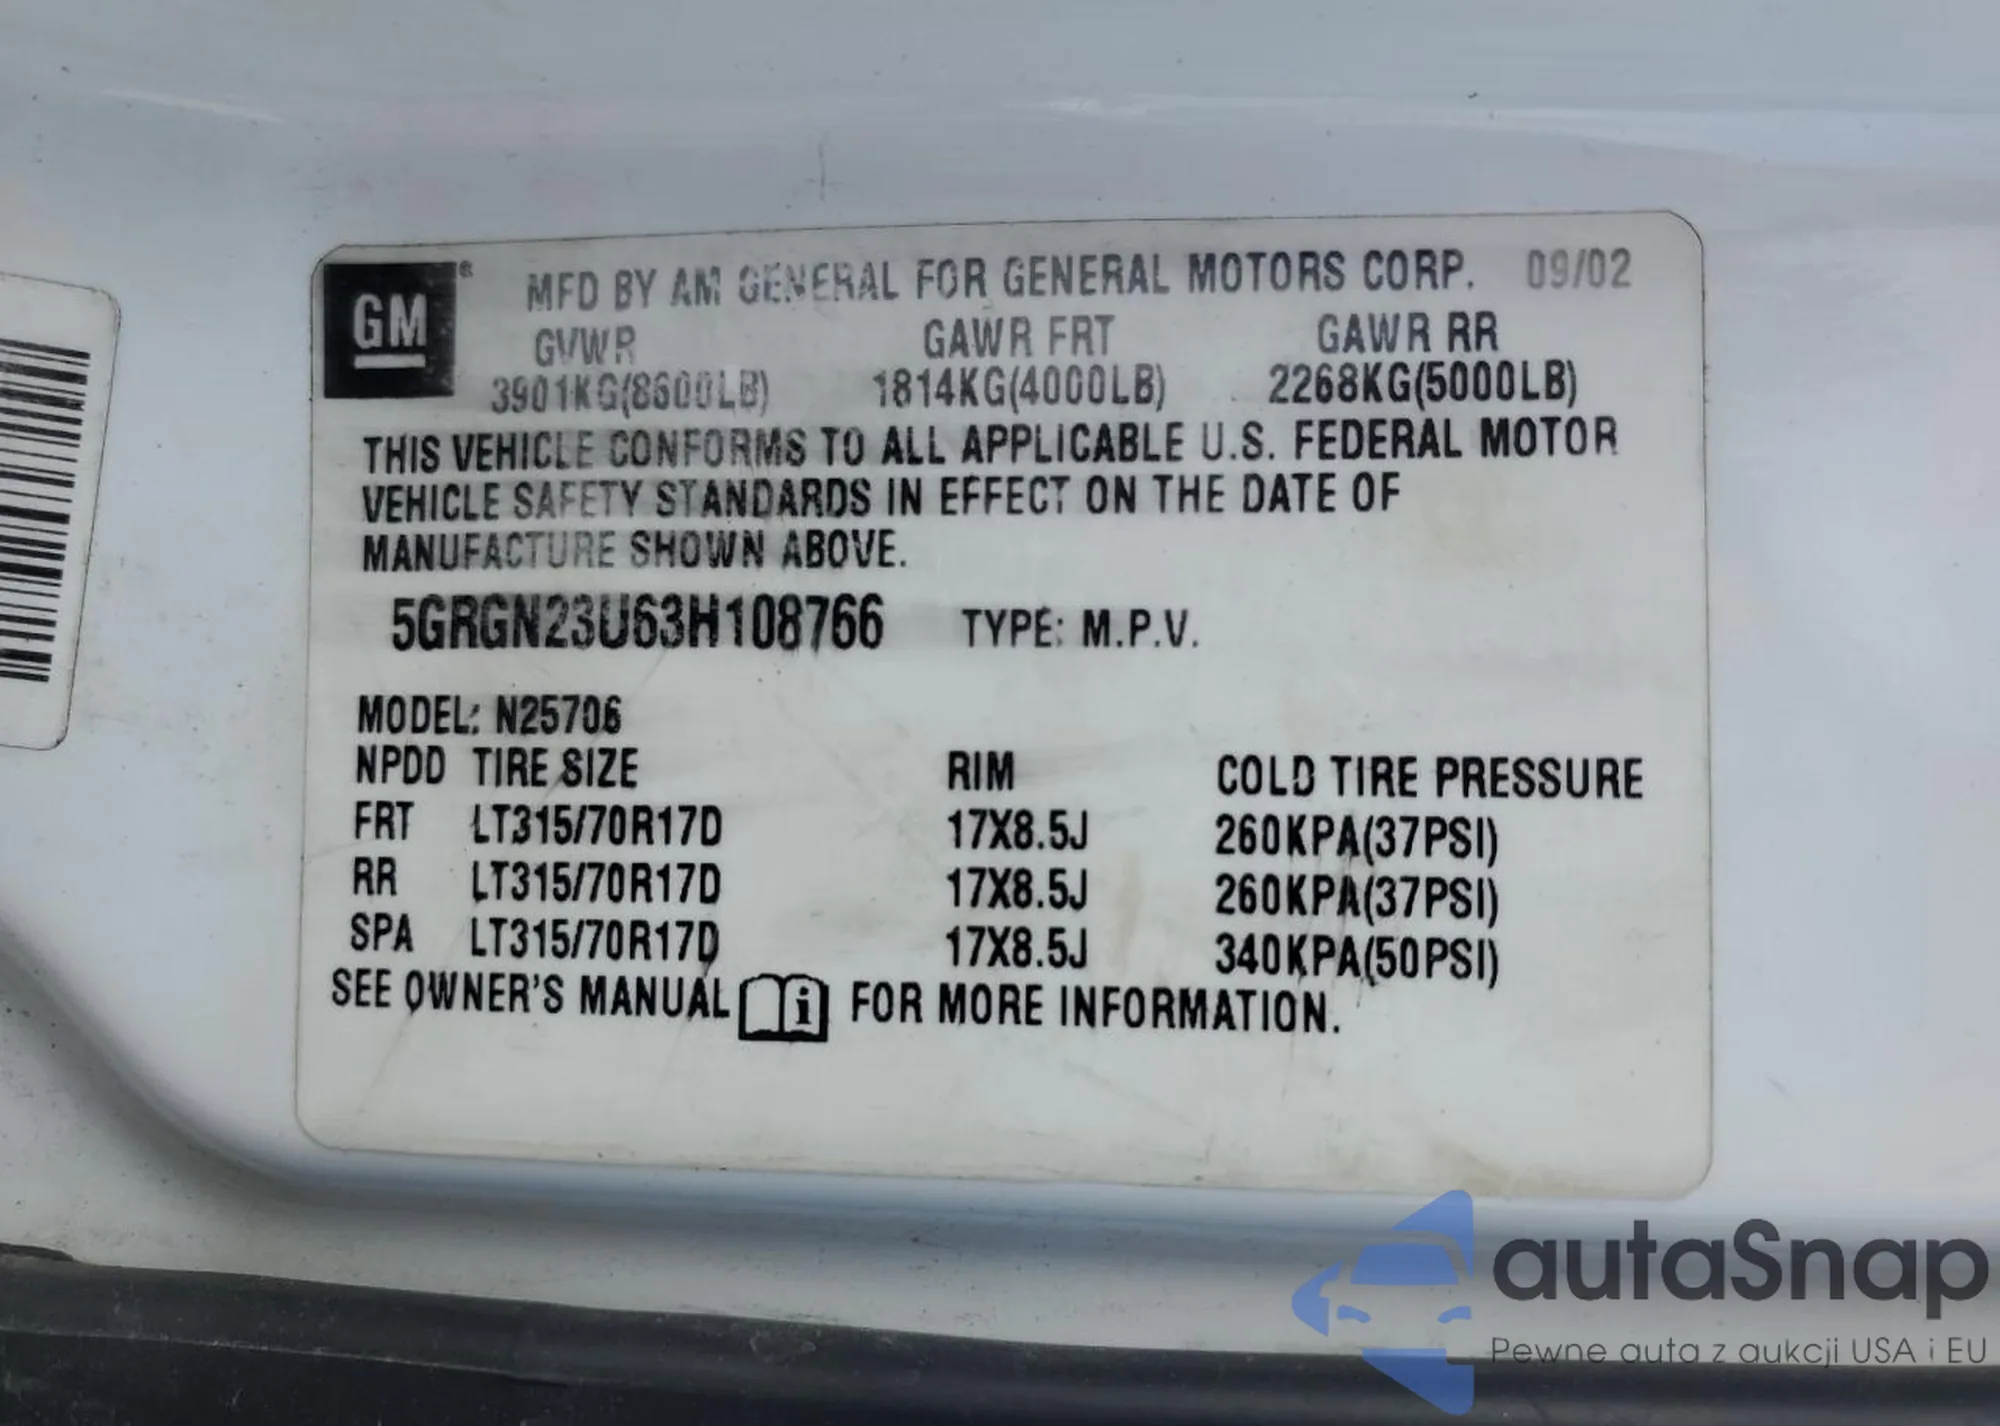 GM ® MFD BY AM GENERAL FOR GENERAL MOTORS CORP. 09/02
GVWR GAWR FRT GAWR RR
3901KG(8600LB) 1814KG(4000LB) 2268KG(5000LB)
THIS VEHICLE CONFORMS TO ALL APPLICABLE U.S. FEDERAL MOTOR
VEHICLE SAFETY STANDARDS IN EFFECT ON THE DATE OF
MANUFACTURE SHOWN ABOVE.
5GRGN23U63H108766 TYPE: M.P.V.
MODEL: N25706
NPDD TIRE SIZE RIM COLD TIRE PRESSURE
FRT LT315/70R17D 17X8.5J 260KPA(37PSI)
RR LT315/70R17D 17X8.5J 260KPA(37PSI)
SPA LT315/70R17D 17X8.5J 340KPA(50PSI)
SEE OWNER'S MANUAL i FOR MORE INFORMATION.
autaSnap
Pewne auta z aukcji USA i EU